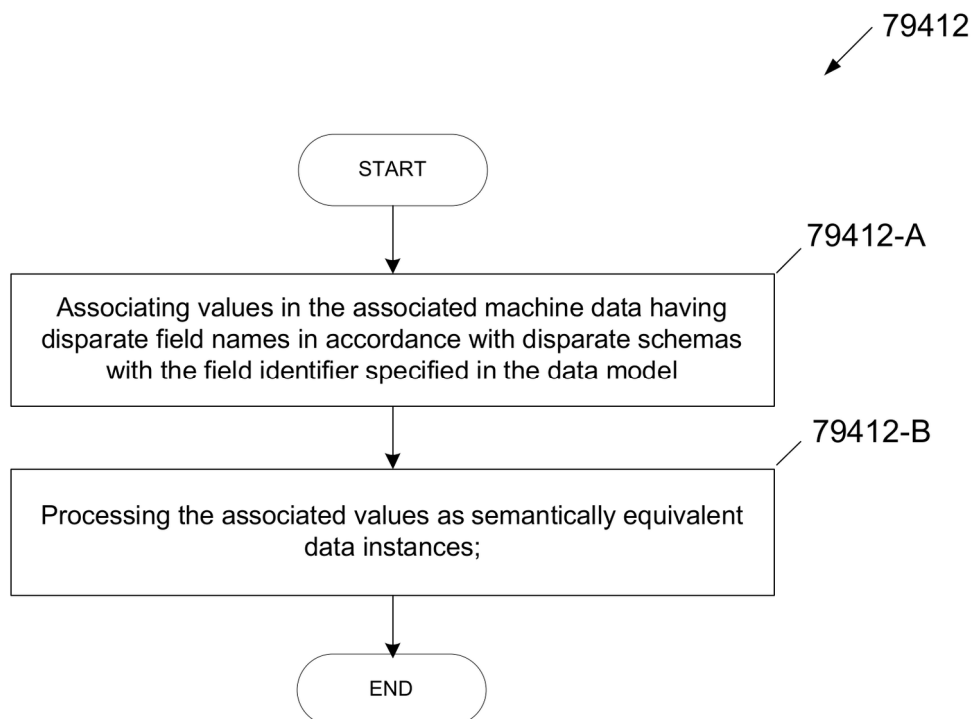 79412
START
79412-A
Associating values in the associated machine data having
disparate field names in accordance with disparate schemas
with the field identifier specified in the data model
79412-B
Processing the associated values as semantically equivalent
data instances;
END